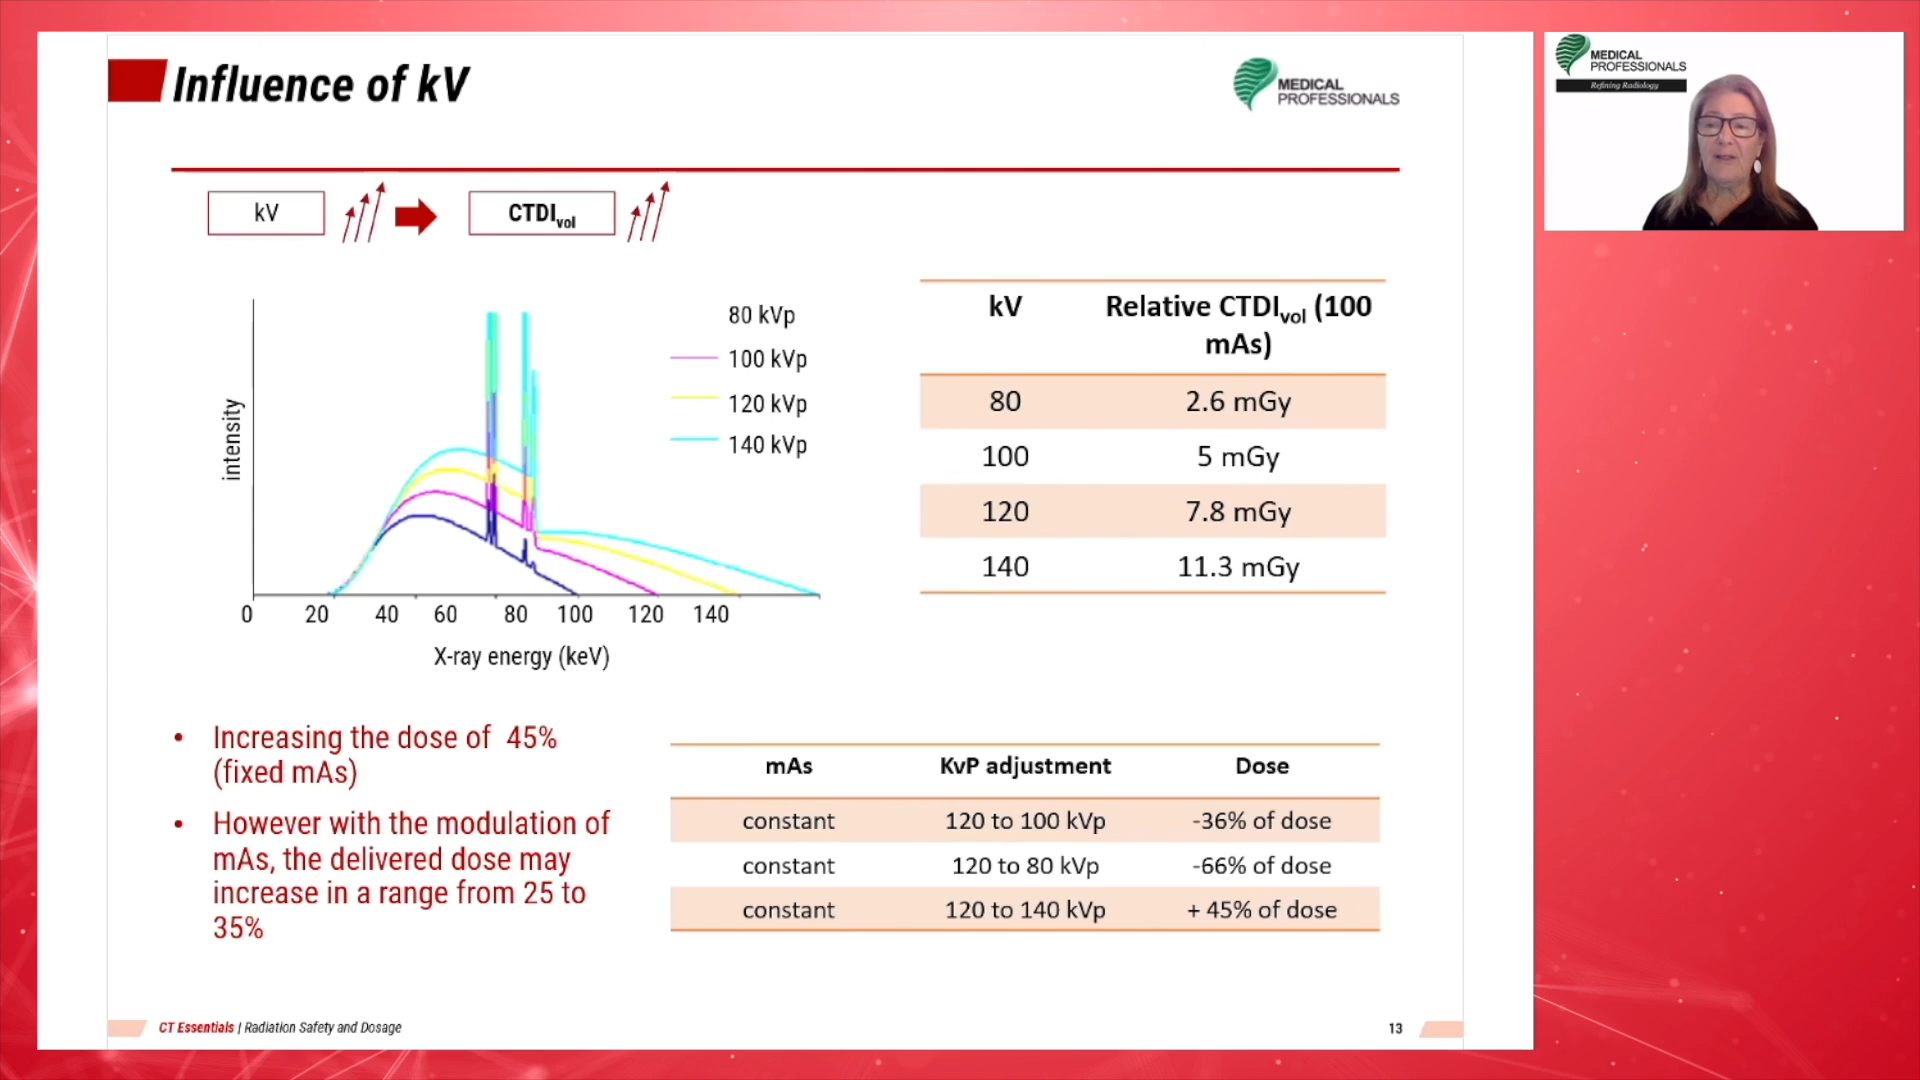 Influence of kV
MEDICAL
PROFESSIONALS
MEDICAL
PROFESSIONALS
Refining Radiology
kV
CTDIvol
80 kVp
100 kVp
120 kVp
140 kVp
intensity
0 20 40 60 80 100 120 140
X-ray energy (keV)
kV Relative CTDIvol (100
mAs)
80 2.6 mGy
100 5 mGy
120 7.8 mGy
140 11.3 mGy
• Increasing the dose of 45%
(fixed mAs)
• However with the modulation of
mAs, the delivered dose may
increase in a range from 25 to
35%
mAs KvP adjustment Dose
constant 120 to 100 kVp -36% of dose
constant 120 to 80 kVp -66% of dose
constant 120 to 140 kVp + 45% of dose
CT Essentials | Radiation Safety and Dosage
13